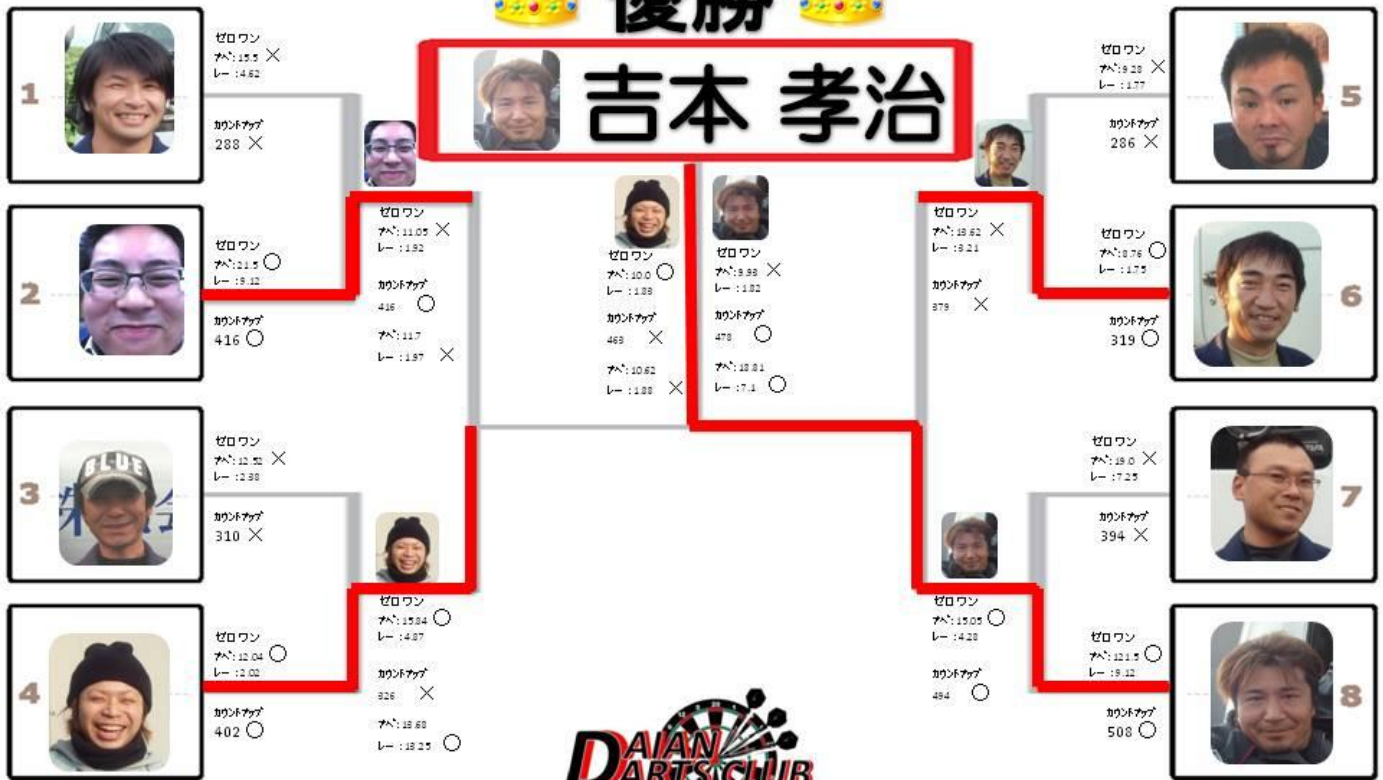 優勝
吉本 孝治
1
ゼロワン
アベ:15.5 ×
レー:4.62
カウントアップ
288 ×
2
ゼロワン
アベ:21.5 ○
レー:9.12
カウントアップ
416 ○
3
ゼロワン
アベ:12.52 ×
レー:2.38
カウントアップ
310 ×
BLUE
4
ゼロワン
アベ:12.04 ○
レー:2.02
カウントアップ
402 ○
ゼロワン
アベ:11.05 ×
レー:1.92
カウントアップ
416 ○
アベ:11.7
レー:1.97 ×
ゼロワン
アベ:15.84 ○
レー:4.87
カウントアップ
326 ×
アベ:13.68
レー:13.25 ○
ゼロワン
アベ:10.0 ○
レー:1.83
カウントアップ
463 ×
アベ:10.62
レー:1.88 ×
ゼロワン
アベ:9.98 ×
レー:1.82
カウントアップ
478 ○
アベ:18.81
レー:7.1 ○
ゼロワン
アベ:13.62 ×
レー:3.21
カウントアップ
379 ×
ゼロワン
アベ:15.05 ○
レー:4.28
カウントアップ
494 ○
5
ゼロワン
アベ:9.28 ×
レー:1.77
カウントアップ
286 ×
6
ゼロワン
アベ:8.76 ○
レー:1.75
カウントアップ
319 ○
7
ゼロワン
アベ:19.0 ×
レー:7.25
カウントアップ
394 ×
8
ゼロワン
アベ:121.5 ○
レー:9.12
カウントアップ
508 ○
DAIAN
DARTS CLUB